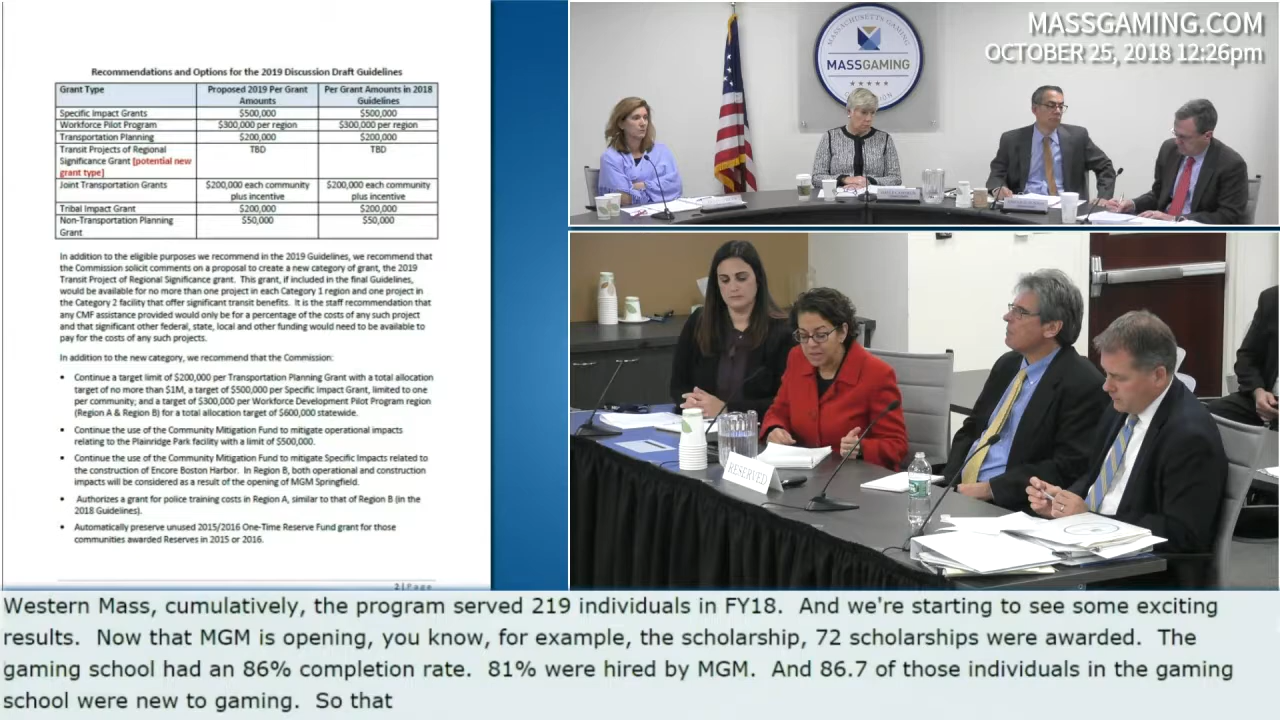 Recommendations and Options for the 2019 Discussion Draft Guidelines
Grant Type
Proposed 2019 Per Grant Amounts
Per Grant Amounts in 2018 Guidelines
Specific Impact Grants $500,000 $500,000
Workforce Pilot Program $300,000 per region $300,000 per region
Transportation Planning $200,000 $200,000
Transit Projects of Regional Significance Grant [potential new grant type] TBD TBD
Joint Transportation Grants $200,000 each community plus incentive $200,000 each community plus incentive
Tribal Impact Grant $200,000 $200,000
Non-Transportation Planning Grant $50,000 $50,000
In addition to the eligible purposes we recommend in the 2019 Guidelines, we recommend that
the Commission solicit comments on a proposal to create a new category of grant, the 2019
Transit Project of Regional Significance grant. This grant, if included in the final Guidelines,
would be available for no more than one project in each Category 1 region and one project in
the Category 2 facility that offer significant transit benefits. It is the staff recommendation that
any CMF assistance provided would only be for a percentage of the costs of any such project
and that significant other federal, state, local and other funding would need to be available to
pay for the costs of any such projects.
In addition to the new category, we recommend that the Commission:
• Continue a target limit of $200,000 per Transportation Planning Grant with a total allocation
target of no more than $1M, a target of $500,000 per Specific Impact Grant, limited to one
per community; and a target of $300,000 per Workforce Development Pilot Program region
(Region A & Region B) for a total allocation target of $600,000 statewide.
• Continue the use of the Community Mitigation Fund to mitigate operational impacts
relating to the Plainridge Park facility with a limit of $500,000.
• Continue the use of the Community Mitigation Fund to mitigate Specific Impacts related to
the construction of Encore Boston Harbor. In Region B, both operational and construction
impacts will be considered as a result of the opening of MGM Springfield.
• Authorizes a grant for police training costs in Region A, similar to that of Region B (in the
2018 Guidelines).
• Automatically preserve unused 2015/2016 One-Time Reserve Fund grant for those
communities awarded Reserves in 2015 or 2016.
2 | Page
MASSGAMING.COM
OCTOBER 25, 2018 12:26pm
MASSACHUSETTS GAMING
MASSGAMING
RESERVED
Western Mass, cumulatively, the program served 219 individuals in FY18. And we're starting to see some exciting
results. Now that MGM is opening, you know, for example, the scholarship, 72 scholarships were awarded. The
gaming school had an 86% completion rate. 81% were hired by MGM. And 86.7 of those individuals in the gaming
school were new to gaming. So that